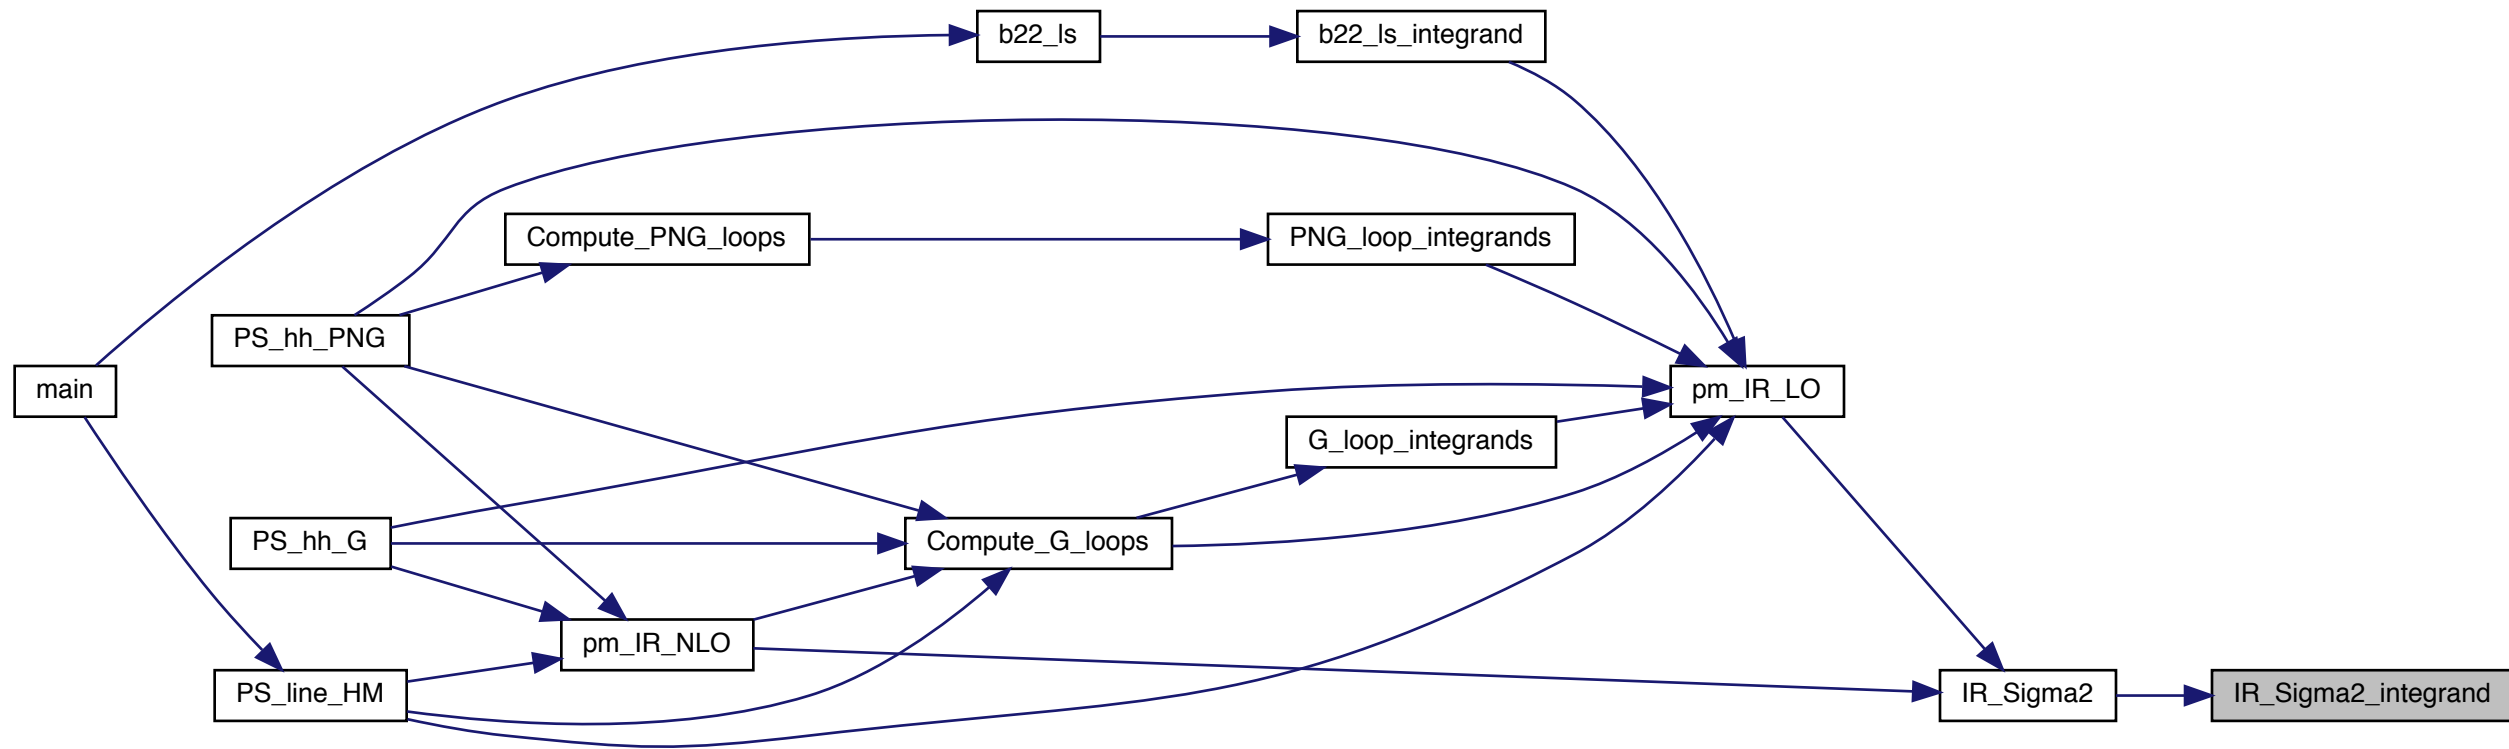 b22_ls
b22_ls_integrand
Compute_PNG_loops
PNG_loop_integrands
PS_hh_PNG
main
pm_IR_LO
G_loop_integrands
PS_hh_G
Compute_G_loops
pm_IR_NLO
PS_line_HM
IR_Sigma2
IR_Sigma2_integrand